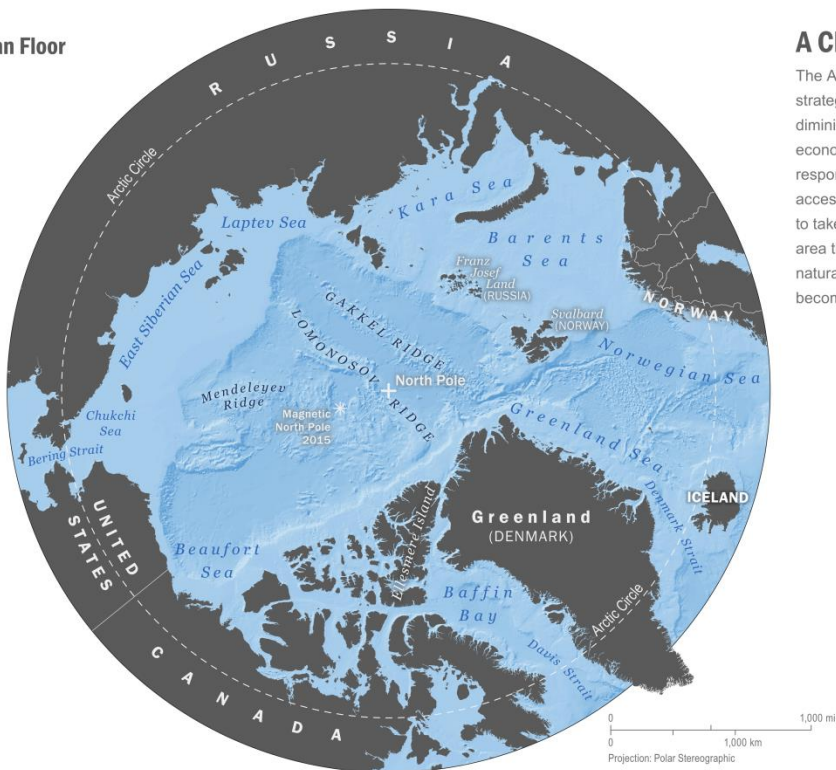 an Floor
A Cl
The A
strateg
dimini
econo
respor
acces
to take
area t
natura
becom
RUSSIA
Arctic Circle
Kara Sea
Laptev Sea
Barents
Sea
Franz
Josef
Land
(RUSSIA)
East Siberian Sea
Svalbard
(NORWAY)
NORWAY
GAKKEL RIDGE
LOMONOSOV RIDGE
Norwegian Sea
North Pole
Mendeleyev
Ridge
Magnetic
North Pole
2015
Chukchi
Sea
Bering Strait
Greenland Sea
Denmark Strait
ICELAND
UNITED
STATES
Greenland
(DENMARK)
Ellesmere Island
Beaufort
Sea
Baffin
Bay
Arctic Circle
Davis Strait
CANADA
0 1,000 mi
0 1,000 km
Projection: Polar Stereographic